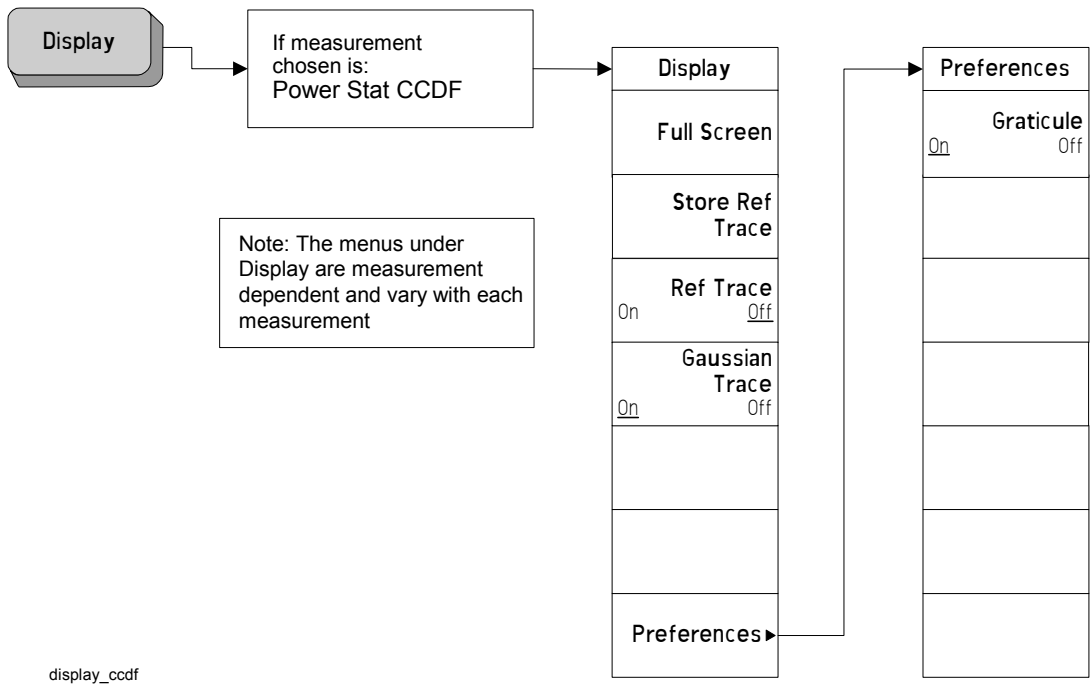 Display
If measurement
chosen is:
Power Stat CCDF
Note: The menus under
Display are measurement
dependent and vary with each
measurement
Display
Full Screen
Store Ref
Trace
Ref Trace
On Off
Gaussian
Trace
On Off
Preferences
Preferences
Graticule
On Off
display_ccdf